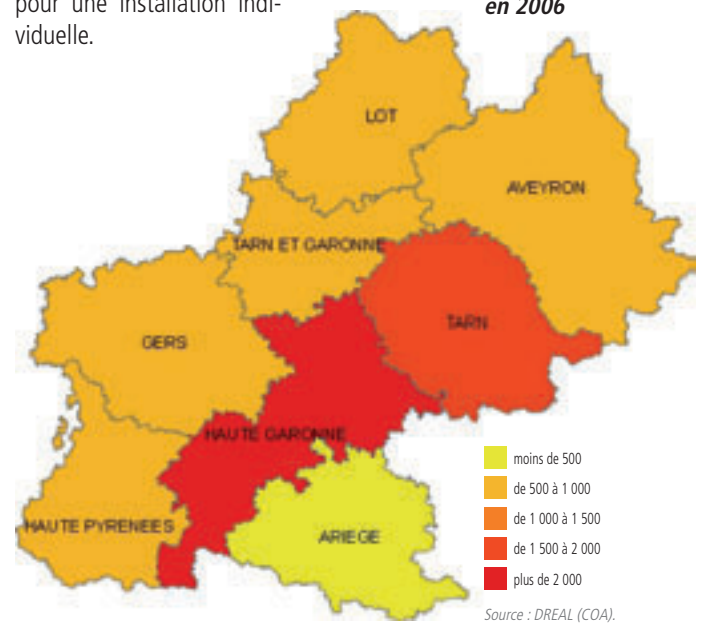 pour une installation indi-
viduelle.
en 2006
LOT
AVEYRON
TARN ET GARONNE
TARN
GERS
HAUTE GARONNE
HAUTE PYRENEES
ARIEGE
moins de 500
de 500 à 1 000
de 1 000 à 1 500
de 1 500 à 2 000
plus de 2 000
Source : DREAL (COA).